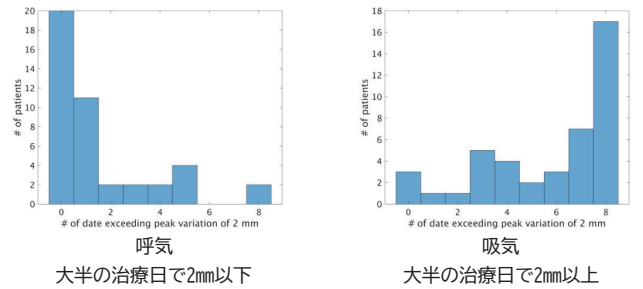 20
18
16
14
12
10
8
6
4
2
0
# of patients
0 2 4 6 8
# of date exceeding peak variation of 2 mm
呼気
大半の治療日で2㎜以下
18
16
14
12
10
8
6
4
2
0
# of patients
0 2 4 6 8
# of date exceeding peak variation of 2 mm
吸気
大半の治療日で2㎜以上